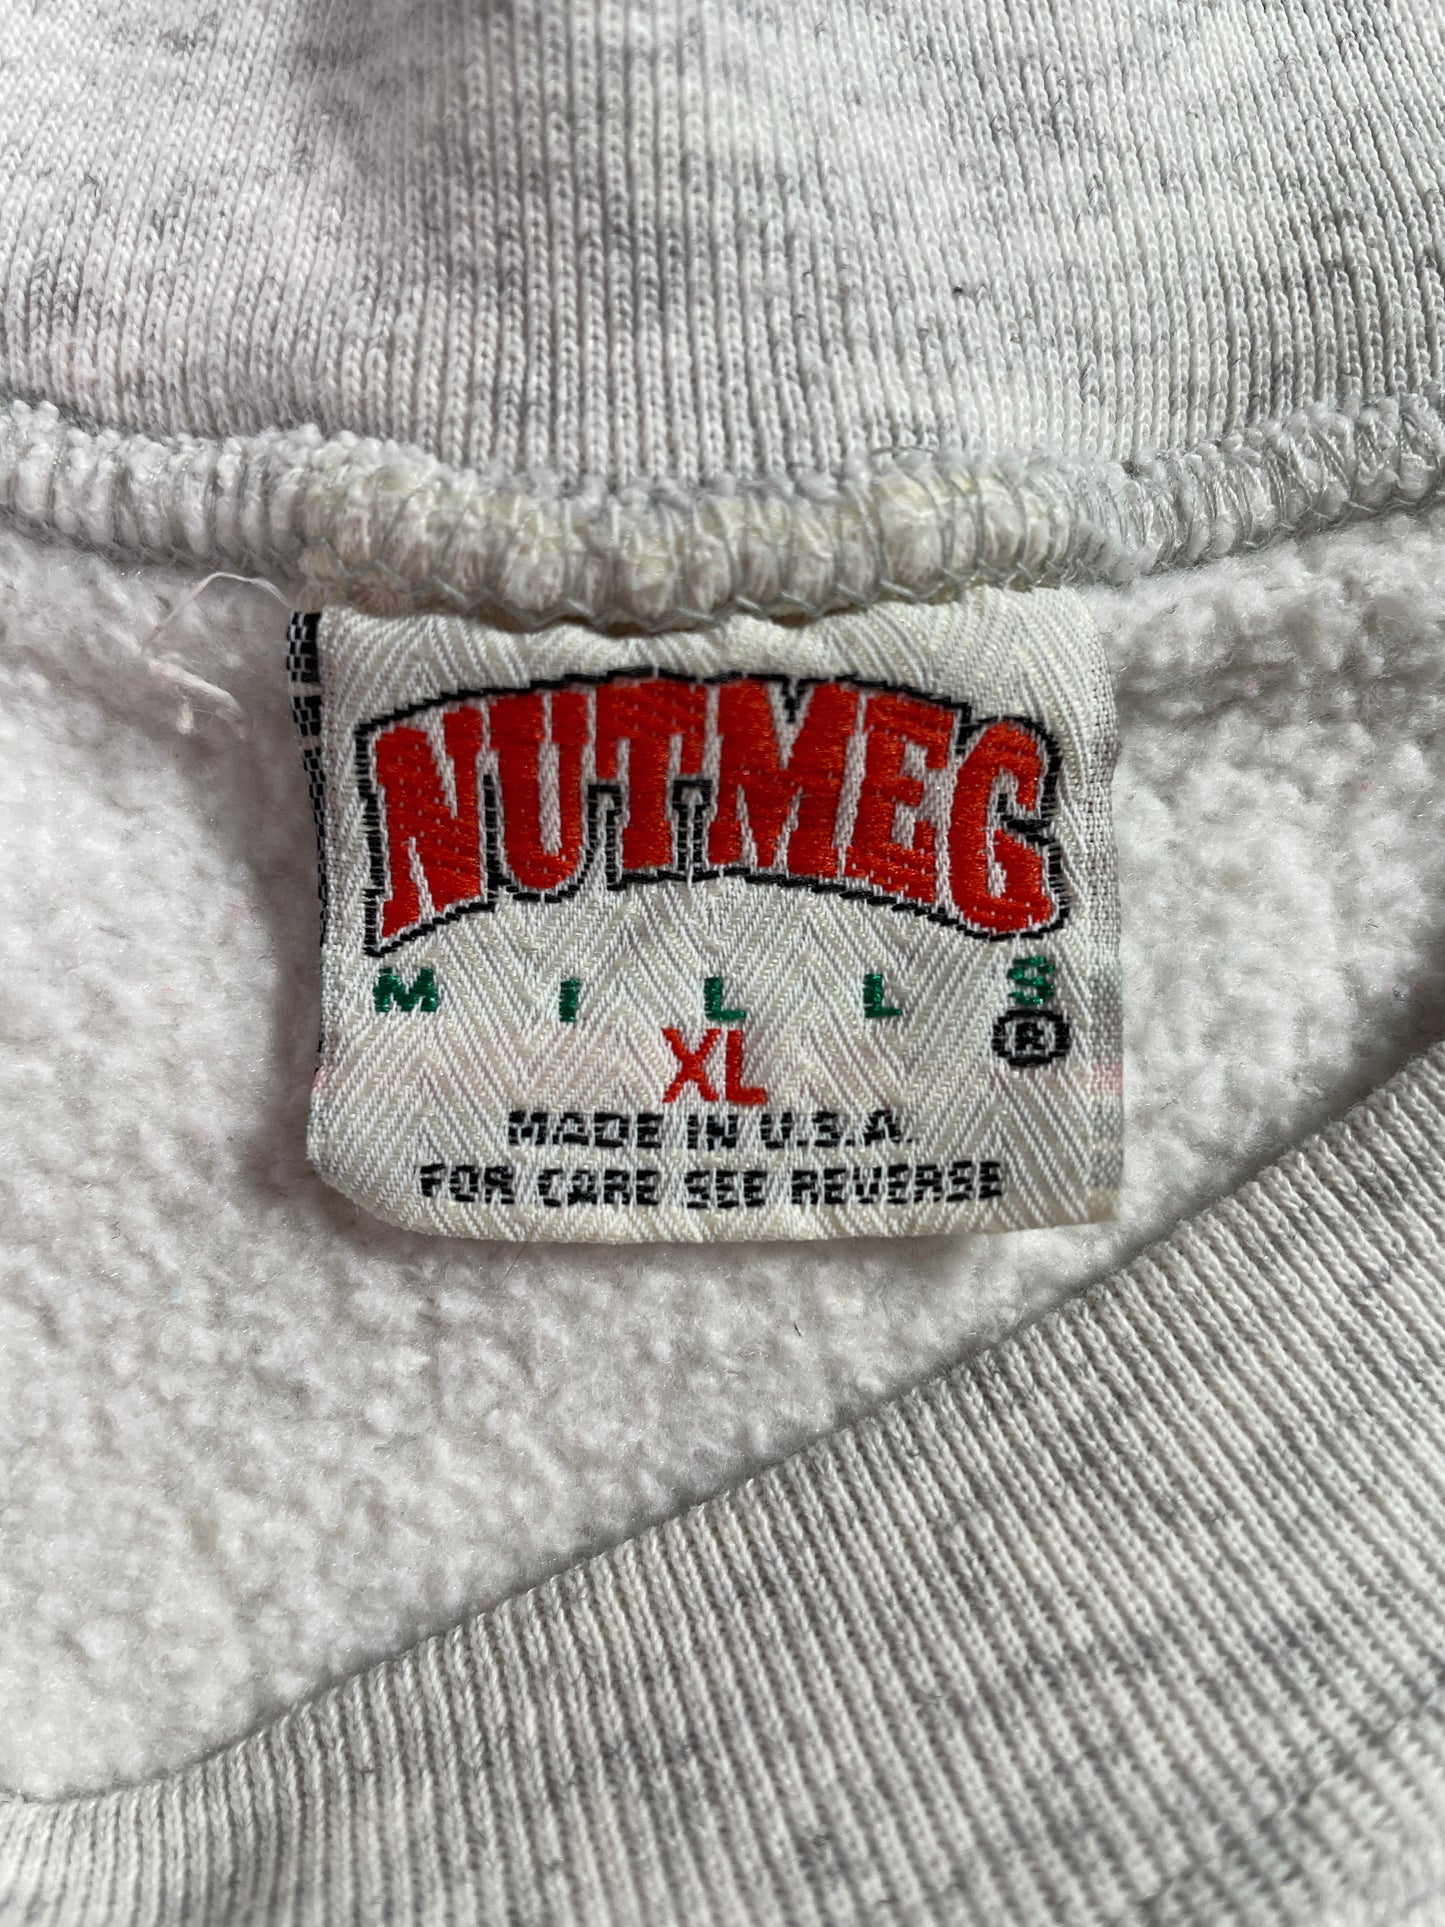 NUTMEG
MILLS
®
XL
MADE IN U.S.A.
FOR CARE SEE REVERSE